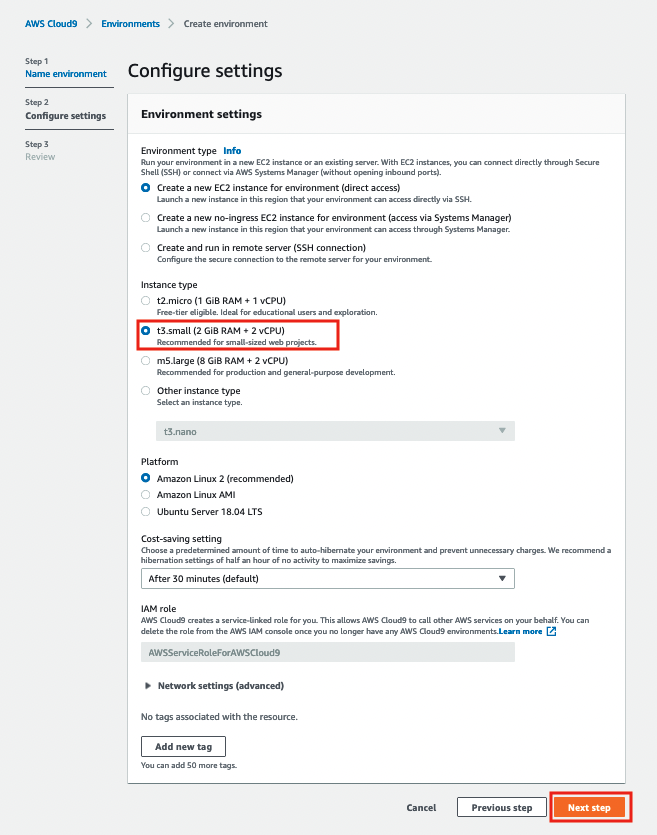 AWS Cloud9 > Environments > Create environment
Step 1
Name environment
Step 2
Configure settings
Step 3
Review
Configure settings
Environment settings
Environment type Info
Run your environment in a new EC2 instance or an existing server. With EC2 instances, you can connect directly through Secure
Shell (SSH) or connect via AWS Systems Manager (without opening inbound ports).
Create a new EC2 instance for environment (direct access)
Launch a new instance in this region that your environment can access directly via SSH.
Create a new no-ingress EC2 instance for environment (access via Systems Manager)
Launch a new instance in this region that your environment can access through Systems Manager.
Create and run in remote server (SSH connection)
Configure the secure connection to the remote server for your environment.
Instance type
t2.micro (1 GiB RAM + 1 vCPU)
Free-tier eligible. Ideal for educational users and exploration.
t3.small (2 GiB RAM + 2 vCPU)
Recommended for small-sized web projects.
m5.large (8 GiB RAM + 2 vCPU)
Recommended for production and general-purpose development.
Other instance type
Select an instance type.
t3.nano
Platform
Amazon Linux 2 (recommended)
Amazon Linux AMI
Ubuntu Server 18.04 LTS
Cost-saving setting
Choose a predetermined amount of time to auto-hibernate your environment and prevent unnecessary charges. We recommend a
hibernation settings of half an hour of no activity to maximize savings.
After 30 minutes (default)
IAM role
AWS Cloud9 creates a service-linked role for you. This allows AWS Cloud9 to call other AWS services on your behalf. You can
delete the role from the AWS IAM console once you no longer have any AWS Cloud9 environments.Learn more
AWSServiceRoleForAWSCloud9
Network settings (advanced)
No tags associated with the resource.
Add new tag
You can add 50 more tags.
Cancel Previous step Next step